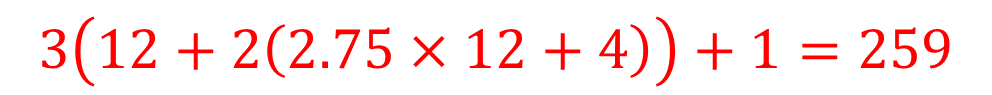 3(12 + 2(2.75 × 12 + 4)) + 1 = 259